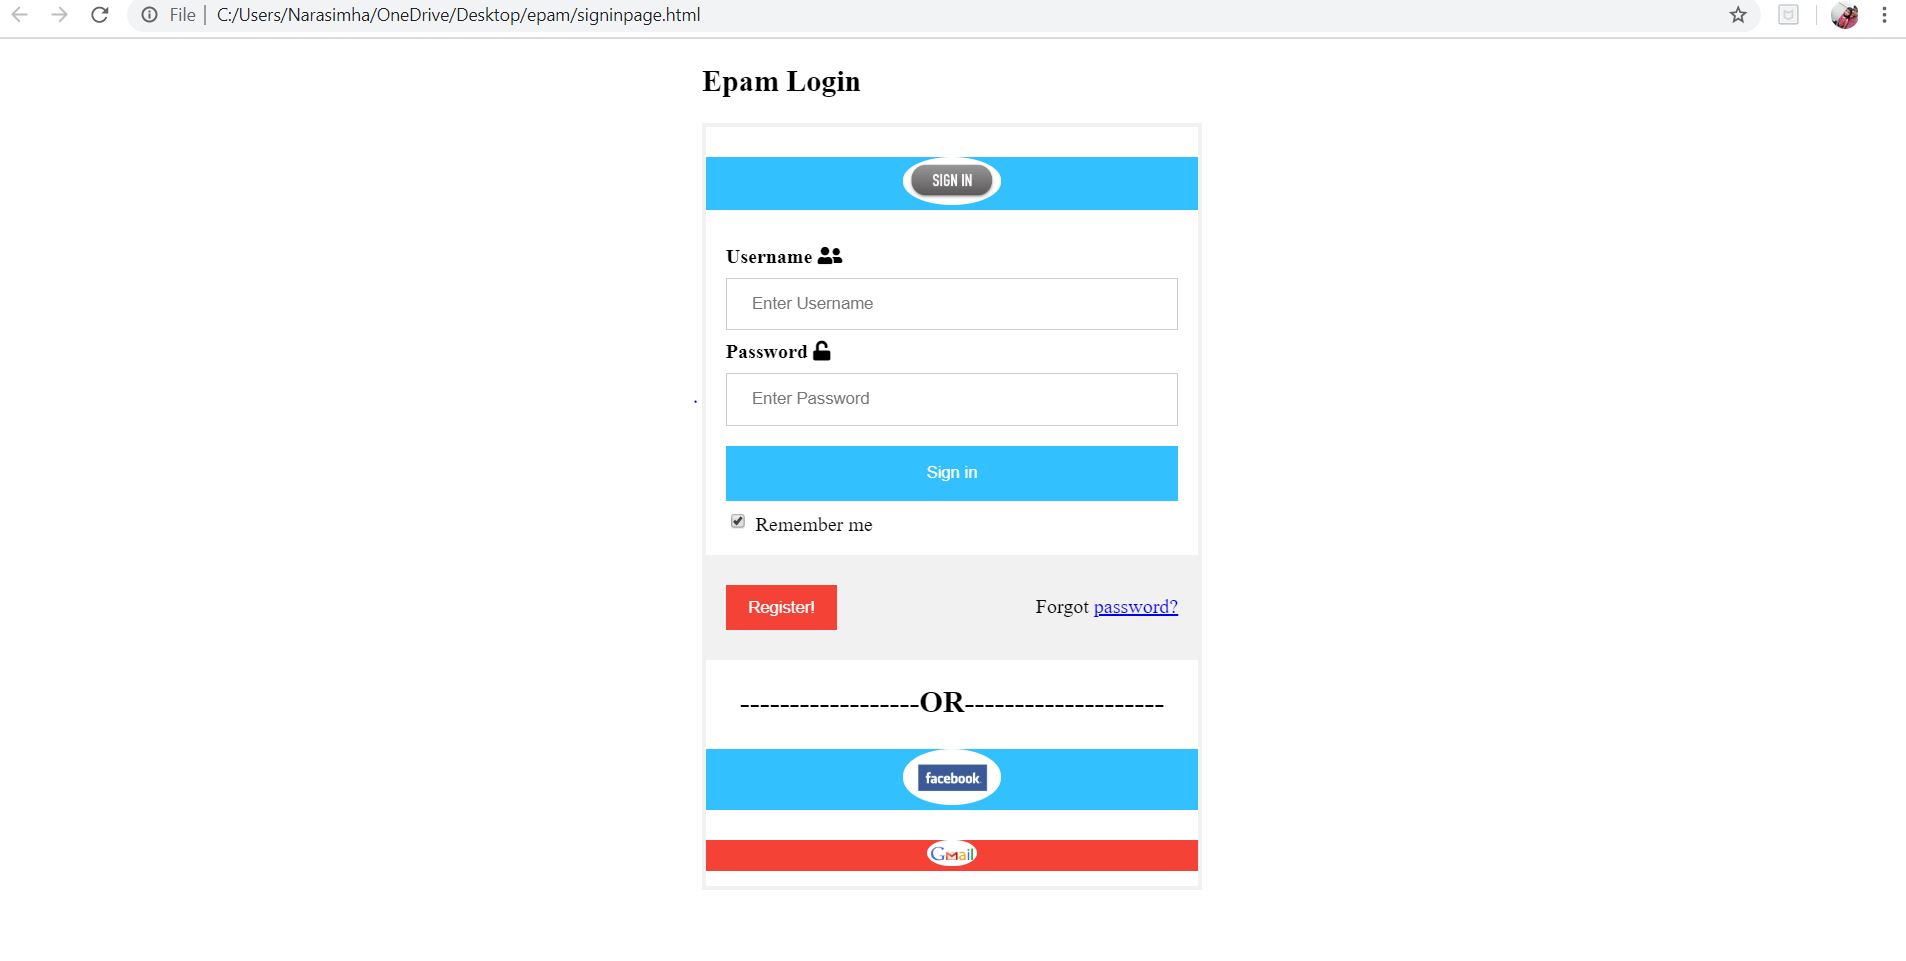 File | C:/Users/Narasimha/OneDrive/Desktop/epam/signinpage.html
Epam Login
SIGN IN
Username
Enter Username
Password
Enter Password
Sign in
Remember me
Register! Forgot password?
------------------OR--------------------
facebook
Gmail